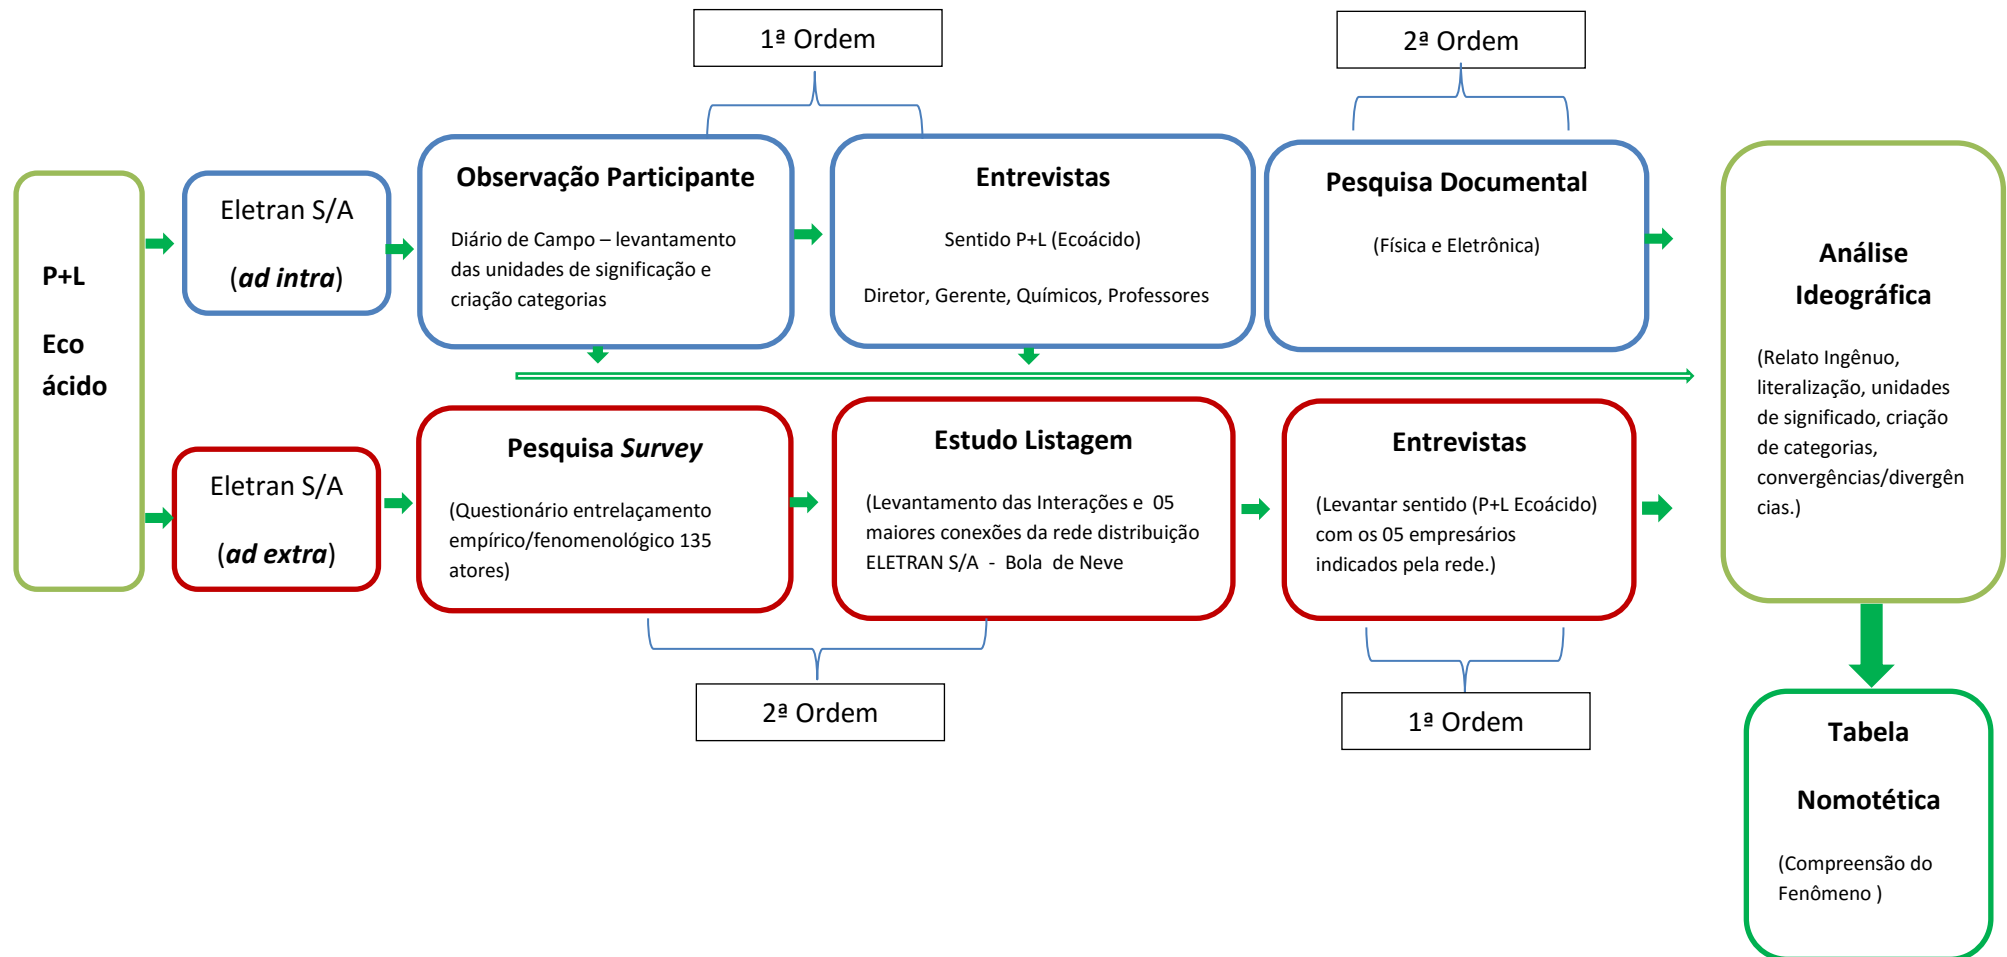 1ª Ordem
2ª Ordem
P+L
Eco
ácido
Eletran S/A
(ad intra)
Observação Participante
Diário de Campo – levantamento
das unidades de significação e
criação categorias
Entrevistas
Sentido P+L (Ecoácido)
Diretor, Gerente, Químicos, Professores
Pesquisa Documental
(Física e Eletrônica)
Eletran S/A
(ad extra)
Pesquisa Survey
(Questionário entrelaçamento
empírico/fenomenológico 135
atores)
Estudo Listagem
(Levantamento das Interações e 05
maiores conexões da rede distribuição
ELETRAN S/A - Bola de Neve
Entrevistas
(Levantar sentido (P+L Ecoácido)
com os 05 empresários
indicados pela rede.)
2ª Ordem
1ª Ordem
Análise
Ideográfica
(Relato Ingênuo,
literalização, unidades
de significado, criação
de categorias,
convergências/divergên
cias.)
Tabela
Nomotética
(Compreensão do
Fenômeno )